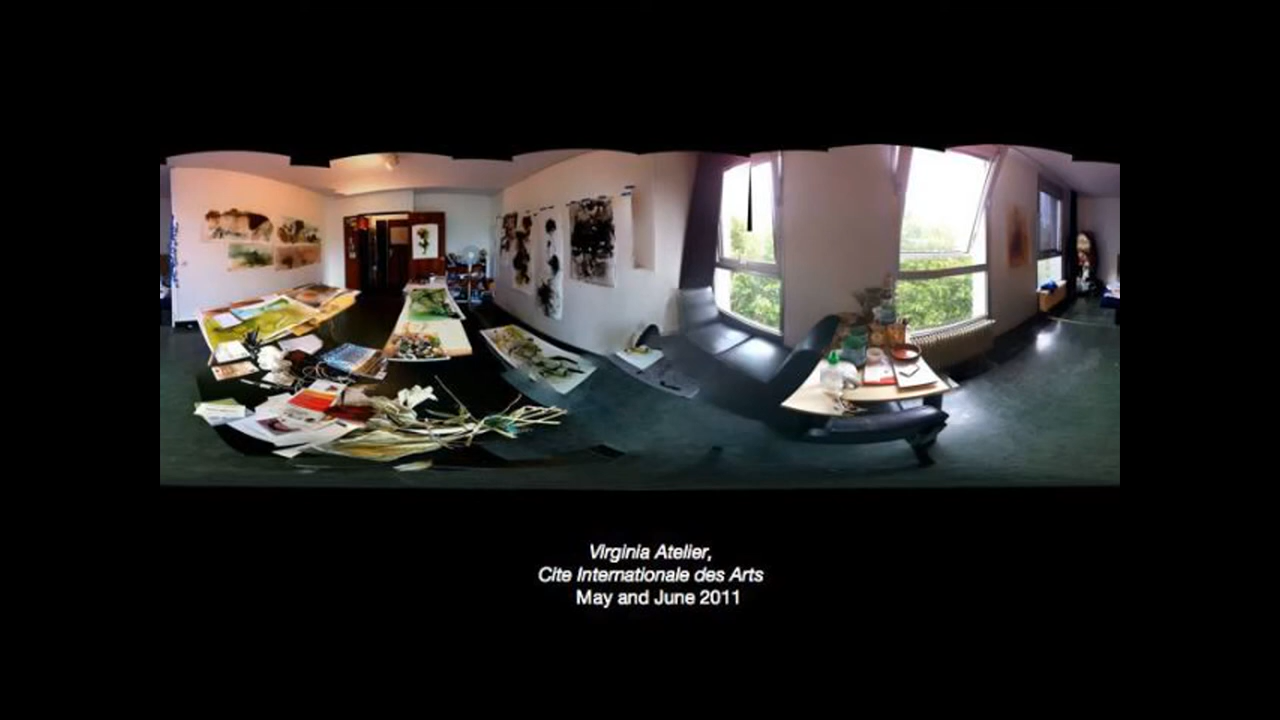 Virginia Atelier,
Cite Internationale des Arts
May and June 2011